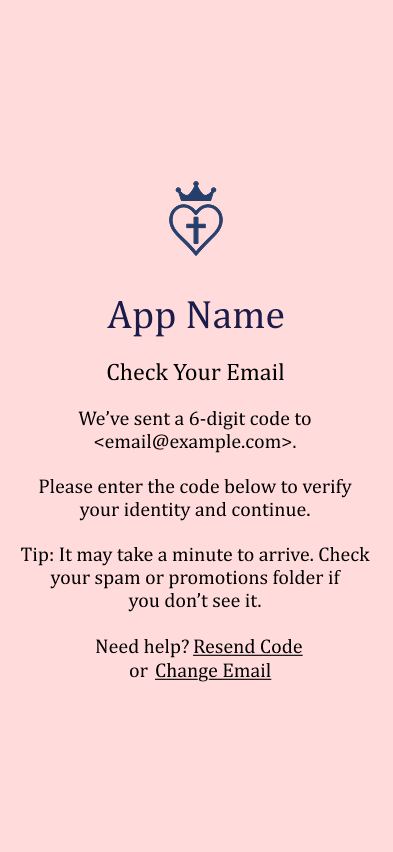 App Name
Check Your Email
We’ve sent a 6-digit code to
<email@example.com>.
Please enter the code below to verify
your identity and continue.
Tip: It may take a minute to arrive. Check
your spam or promotions folder if
you don’t see it.
Need help? Resend Code
or Change Email